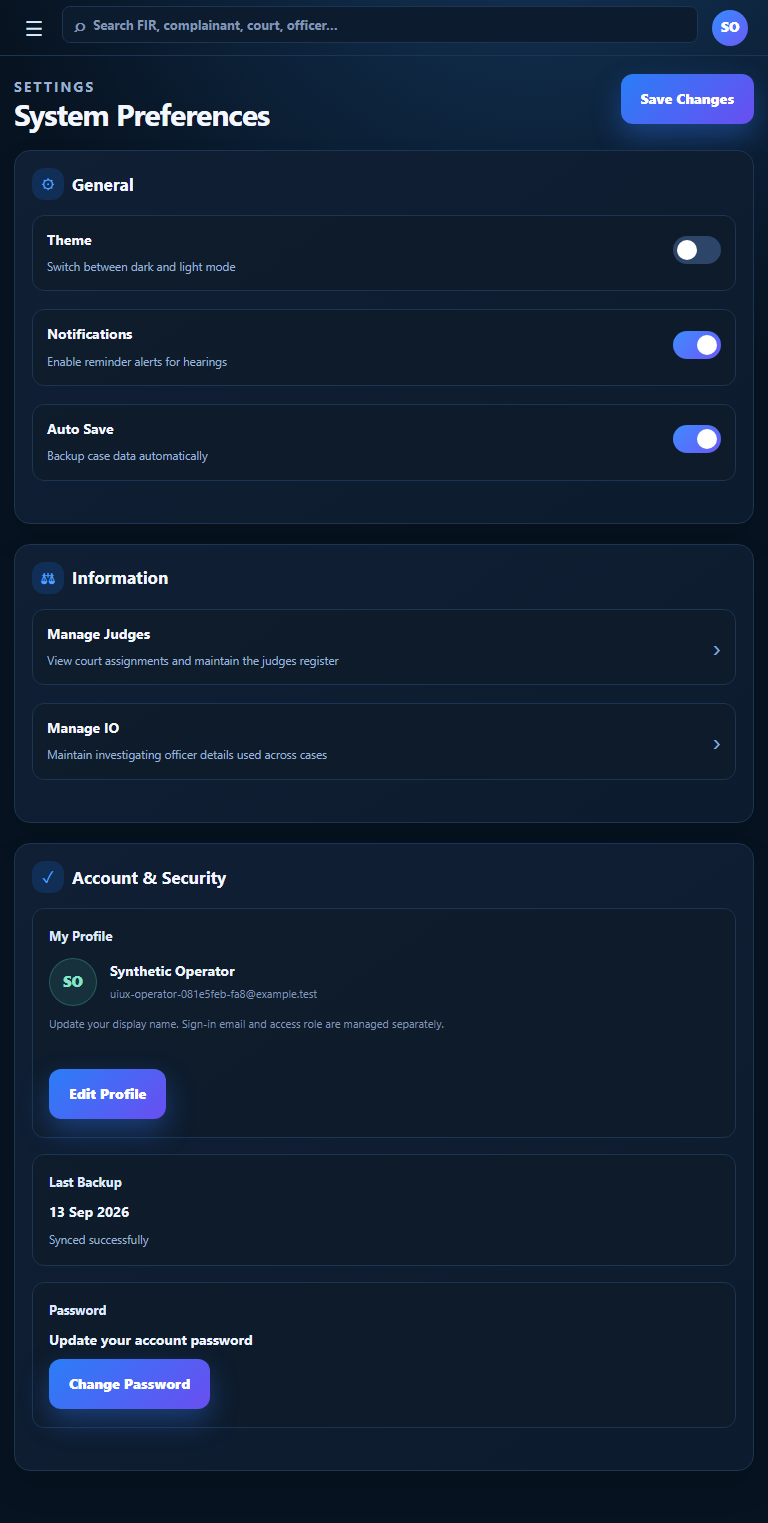 Search FIR, complainant, court, officer...
SO
SETTINGS
System Preferences
Save Changes
General
Theme
Switch between dark and light mode
Notifications
Enable reminder alerts for hearings
Auto Save
Backup case data automatically
Information
Manage Judges
View court assignments and maintain the judges register
Manage IO
Maintain investigating officer details used across cases
Account & Security
My Profile
SO
Synthetic Operator
uiux-operator-081e5feb-fa8@example.test
Update your display name. Sign-in email and access role are managed separately.
Edit Profile
Last Backup
13 Sep 2026
Synced successfully
Password
Update your account password
Change Password